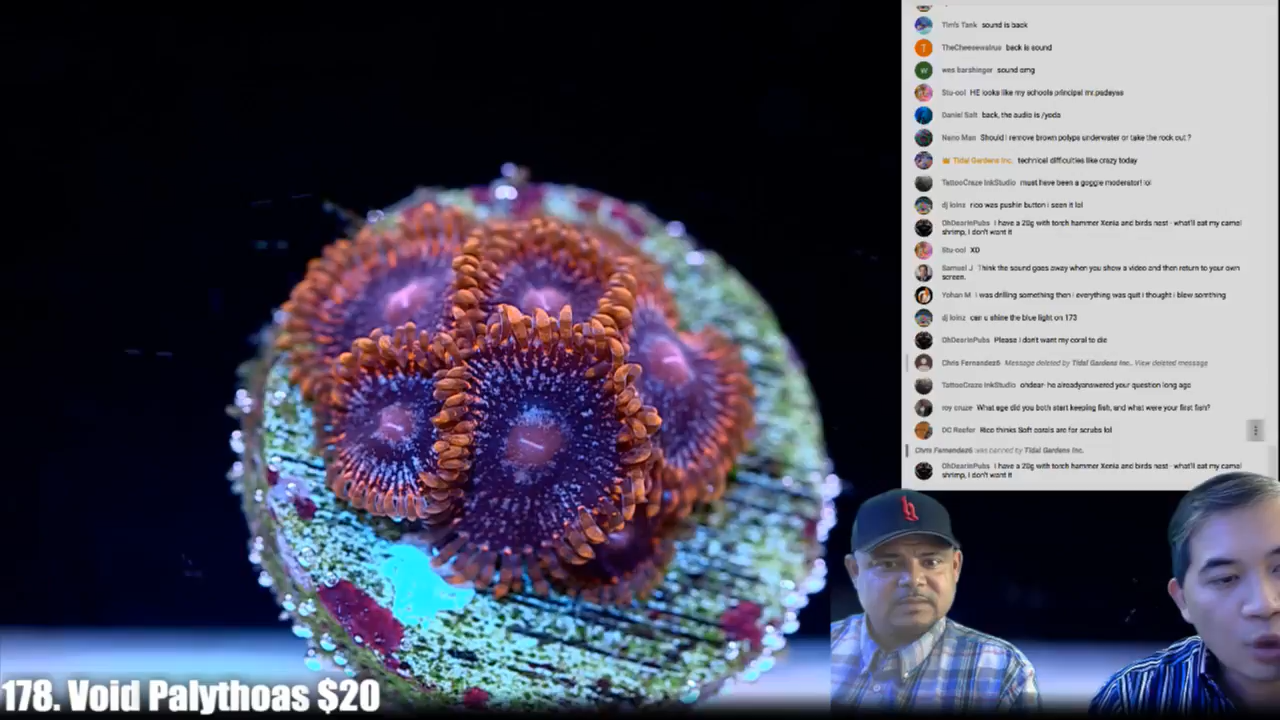 Tim's Tank sound is back
T TheCheesewalrus back is sound
W wes barshinger sound omg
Stu-ool HE looks like my schools principal mr.padayaa
Daniel Salt back, the audio is /yoda
Nano Man Should i remove brown polyps underwater or take the rock out ?
Tidal Gardens Inc. technical difficulties like crazy today
TattooCraze InkStudio must have been a goggle moderator! lol
dj loinz rico was pushin button i seen it lol
OhDearInPubs I have a 20g with torch hammer Xenia and birds nest - what'll eat my camel
shrimp, I don't want it
Stu-ool XO
Samuel J Think the sound goes away when you show a video and then return to your own
screen.
Yohan M i was drilling something then i everything was quit i thought i blew somthing
dj loinz can u shine the blue light on 173
OhDearInPubs Please I don't want my coral to die
Chris Fernandez6 Message deleted by Tidal Gardens Inc.. View deleted message
TattooCraze InkStudio ohdear- he alreadyanswered your question long ago
roy cruze What age did you both start keeping fish, and what were your first fish?
DC Reefer Rico thinks Soft corals are for scrubs lol
Chris Fernandez6 was banned by Tidal Gardens Inc.
OhDearInPubs I have a 20g with torch hammer Xenia and birds nest - what'll eat my camel
shrimp, I don't want it
178. Void Palythoas $20